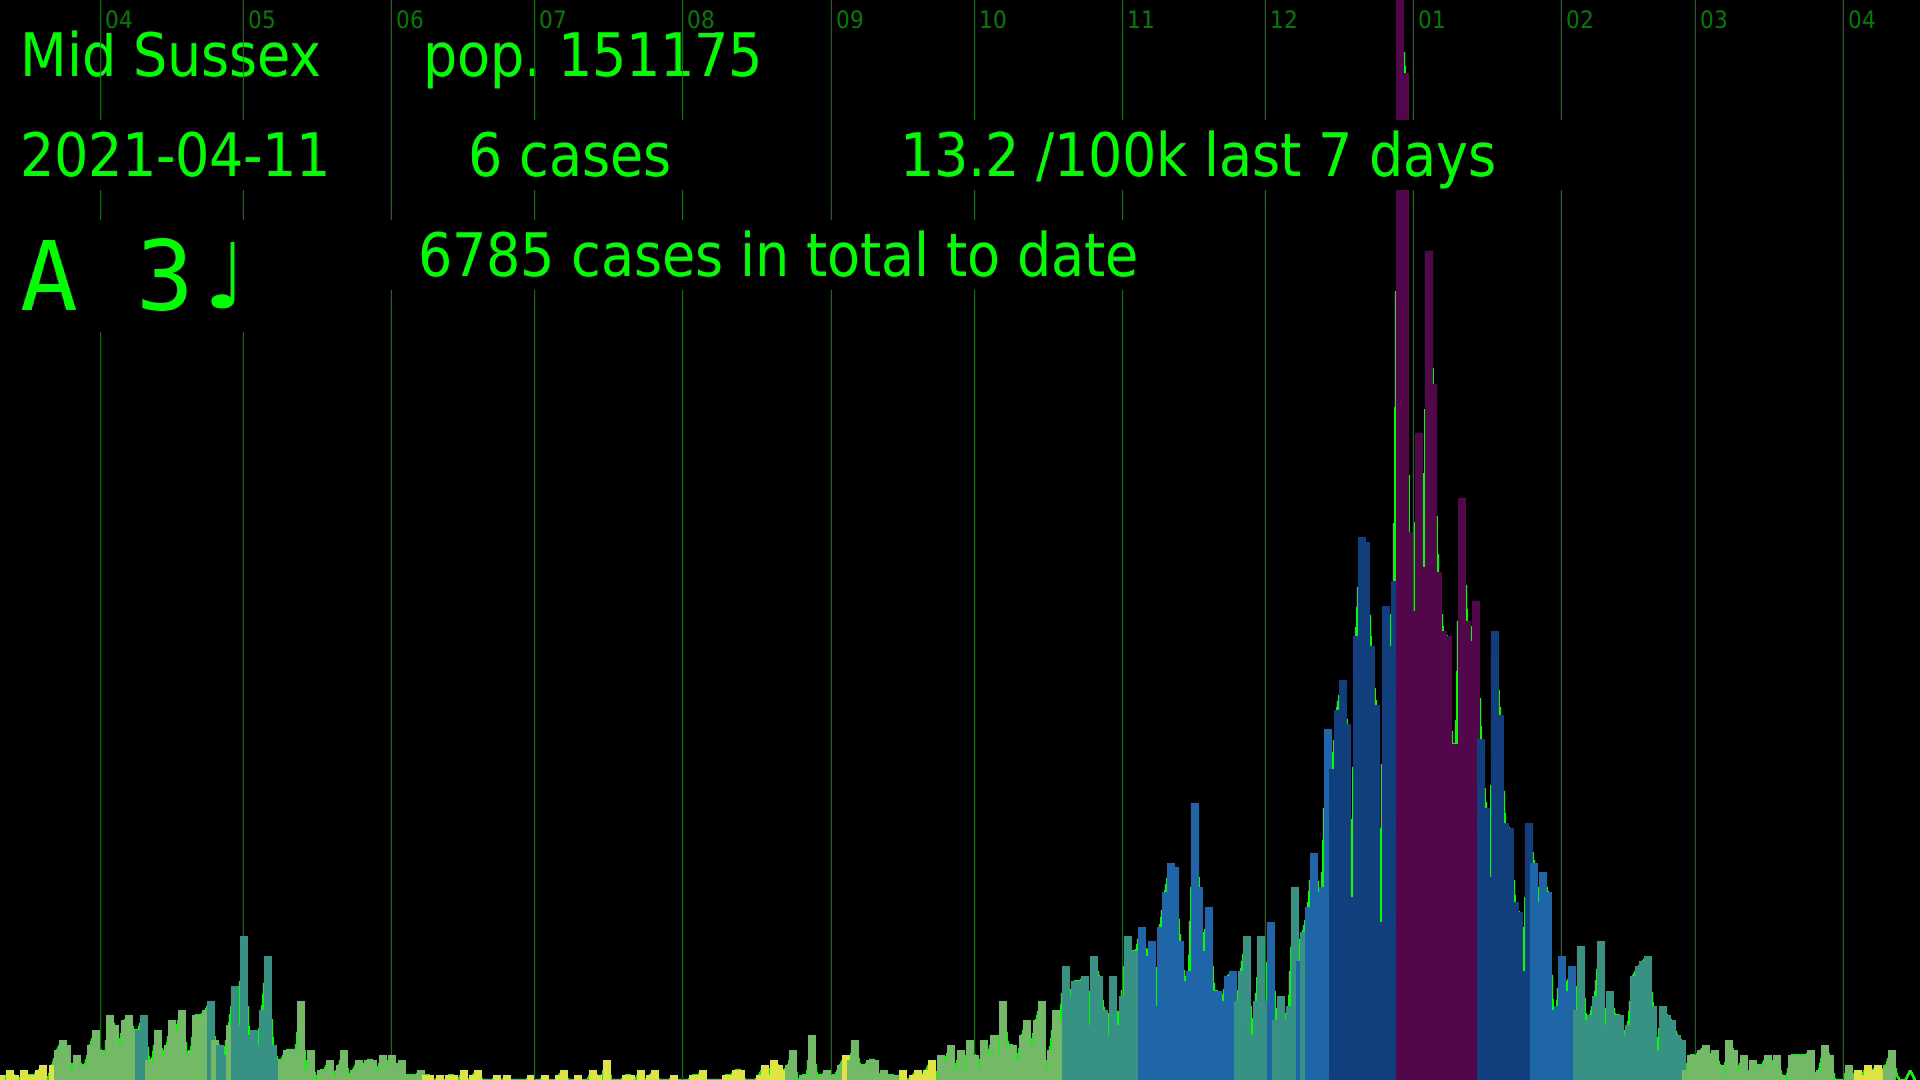 04 05 06 07 08 09 10 11 12 01 02 03 04
Mid Sussex pop. 151175
2021-04-11 6 cases 13.2 /100k last 7 days
A 3♩ 6785 cases in total to date